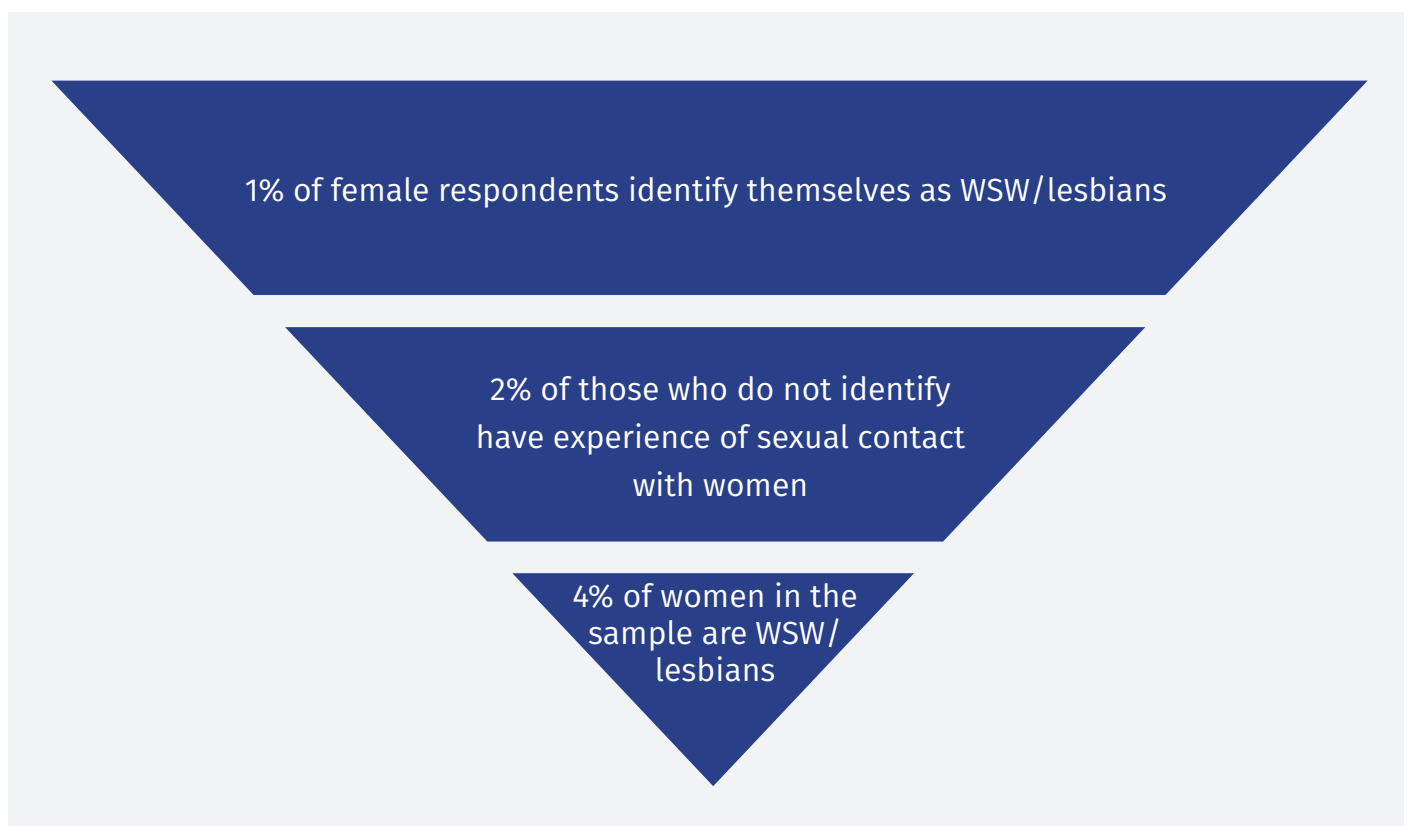 1% of female respondents identify themselves as WSW/lesbians
2% of those who do not identify
have experience of sexual contact
with women
4% of women in the
sample are WSW/
lesbians